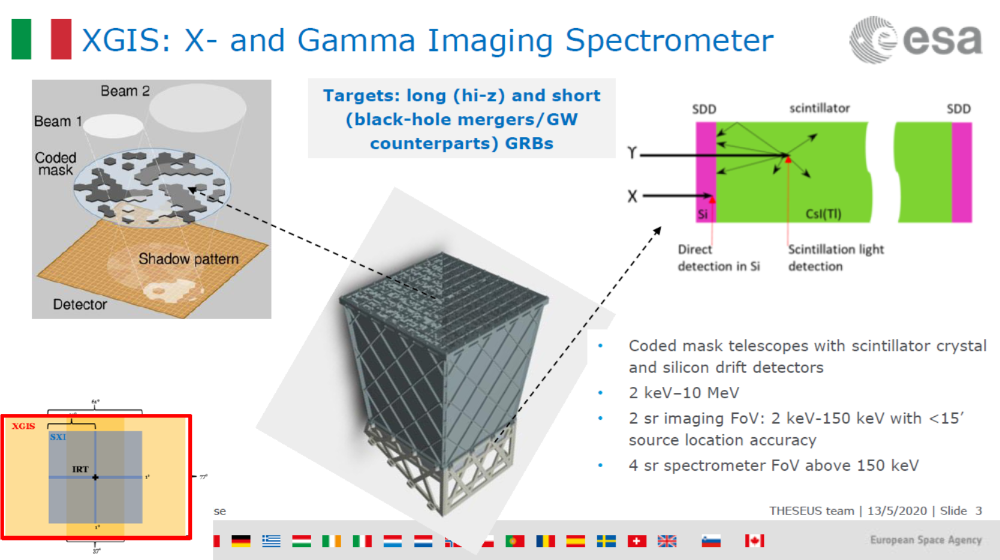 XGIS: X- and Gamma Imaging Spectrometer
esa
Beam 2
Beam 1
Coded
mask
Shadow pattern
Detector
Targets: long (hi-z) and short
(black-hole mergers/GW
counterparts) GRBs
SDD
scintillator
SDD
ϒ
X
Si
CsI(Tl)
Direct
detection in Si
Scintillation light
detection
• Coded mask telescopes with scintillator crystal
and silicon drift detectors
• 2 keV–10 MeV
• 2 sr imaging FoV: 2 keV-150 keV with <15′
source location accuracy
• 4 sr spectrometer FoV above 150 keV
61°
XGIS
SXI
IRT
1°
77°
1°
37°
se
THESEUS team | 13/5/2020 | Slide 3
European Space Agency